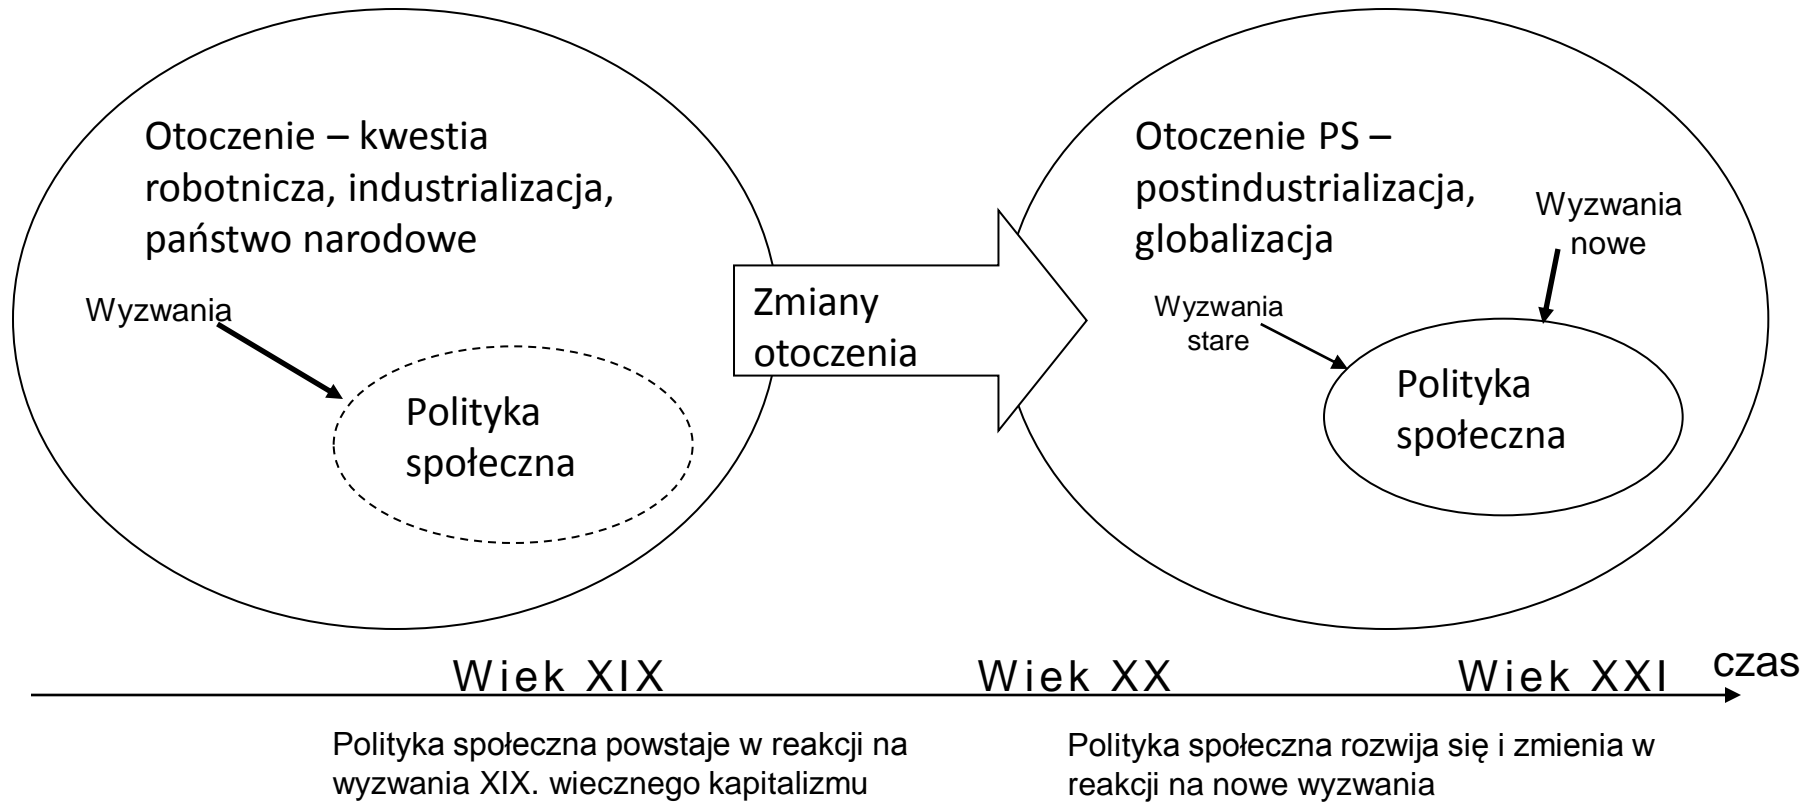 Otoczenie – kwestia
robotnicza, industrializacja,
państwo narodowe
Wyzwania
Polityka
społeczna
Zmiany
otoczenia
Otoczenie PS –
postindustrializacja,
globalizacja
Wyzwania
nowe
Wyzwania
stare
Polityka
społeczna
Wiek XIX
Wiek XX
Wiek XXI
czas
Polityka społeczna powstaje w reakcji na
wyzwania XIX. wiecznego kapitalizmu
Polityka społeczna rozwija się i zmienia w
reakcji na nowe wyzwania